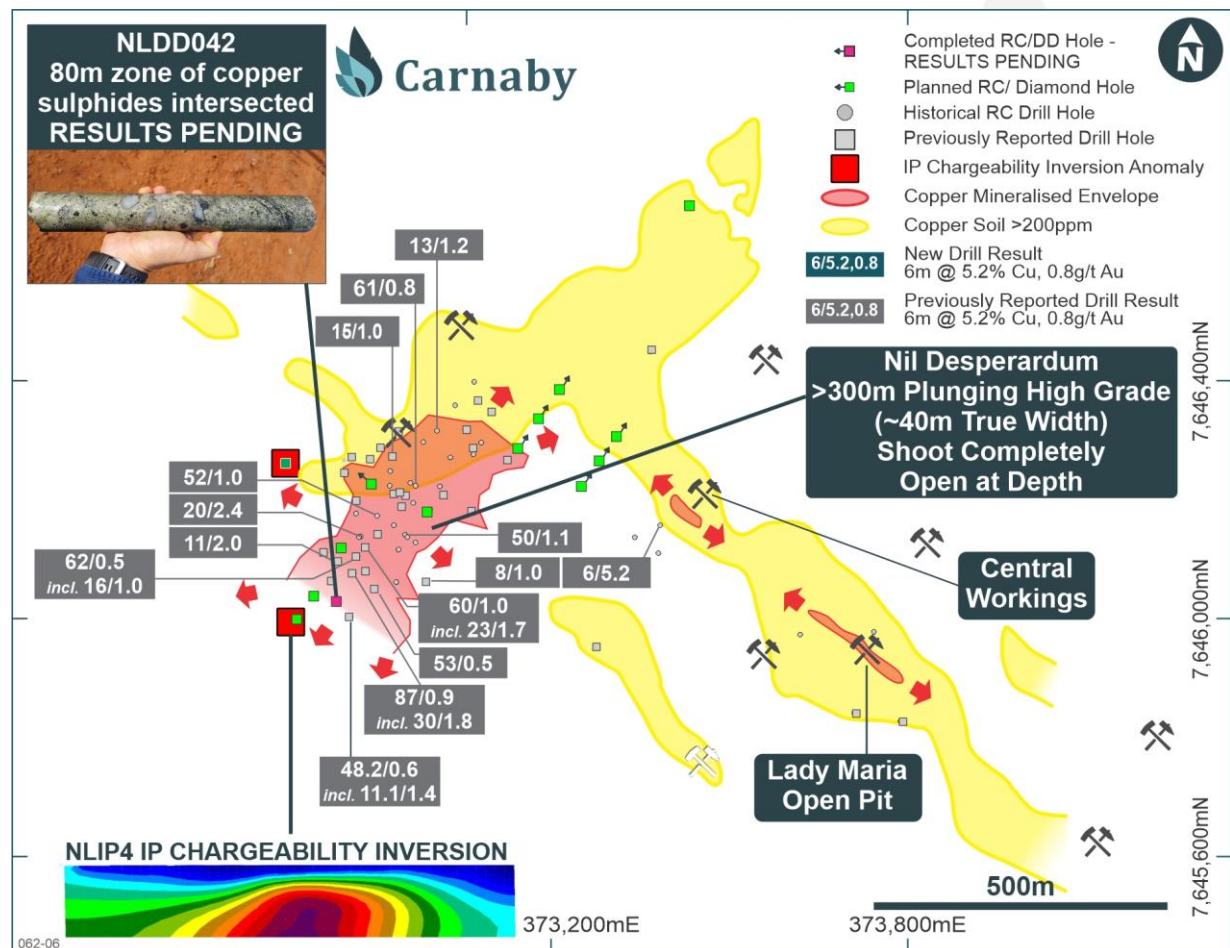 NLDD042
80m zone of copper
sulphides intersected
RESULTS PENDING
Carnaby
Completed RC/DD Hole -
RESULTS PENDING
Planned RC/ Diamond Hole
Historical RC Drill Hole
Previously Reported Drill Hole
IP Chargeability Inversion Anomaly
Copper Mineralised Envelope
Copper Soil >200ppm
6/5.2,0.8
New Drill Result
6m @ 5.2% Cu, 0.8g/t Au
6/5.2,0.8
Previously Reported Drill Result
6m @ 5.2% Cu, 0.8g/t Au
N
13/1.2
61/0.8
15/1.0
Nil Desperardum
>300m Plunging High Grade
(~40m True Width)
Shoot Completely
Open at Depth
7,646,400mN
52/1.0
20/2.4
11/2.0
62/0.5
incl. 16/1.0
50/1.1
8/1.0
6/5.2
60/1.0
incl. 23/1.7
53/0.5
87/0.9
incl. 30/1.8
48.2/0.6
incl. 11.1/1.4
Central
Workings
7,646,000mN
Lady Maria
Open Pit
NLIP4 IP CHARGEABILITY INVERSION
500m
7,645,600mN
373,200mE
373,800mE
062-06